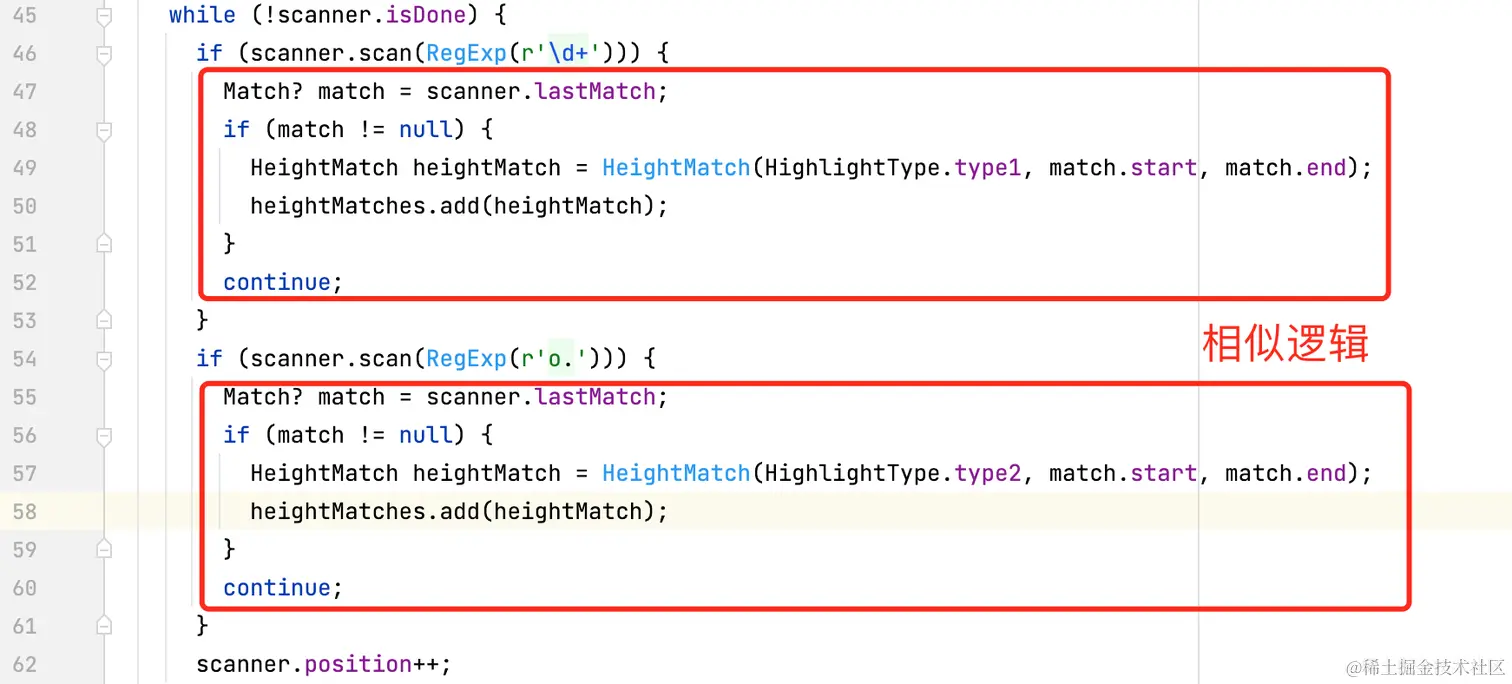 45 while (!scanner.isDone) {
46 if (scanner.scan(RegExp(r'\d+'))) {
47 Match? match = scanner.lastMatch;
48 if (match != null) {
49 HeightMatch heightMatch = HeightMatch(HighlightType.type1, match.start, match.end);
50 heightMatches.add(heightMatch);
51 }
52 continue;
53 }
相似逻辑
54 if (scanner.scan(RegExp(r'o.'))) {
55 Match? match = scanner.lastMatch;
56 if (match != null) {
57 HeightMatch heightMatch = HeightMatch(HighlightType.type2, match.start, match.end);
58 heightMatches.add(heightMatch);
59 }
60 continue;
61 }
62 scanner.position++;
@稀土掘金技术社区